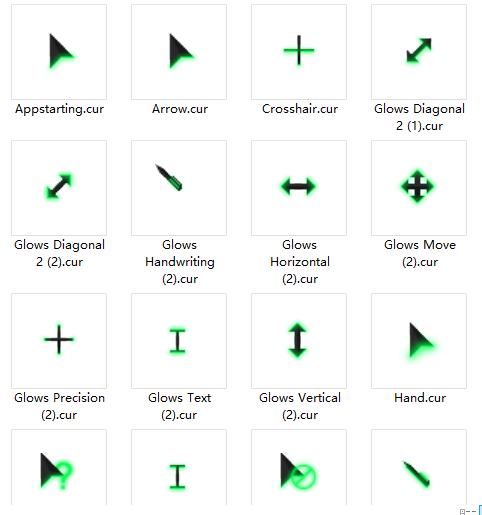 Appstarting.cur
Arrow.cur
Crosshair.cur
Glows Diagonal
2 (1).cur
Glows Diagonal
2 (2).cur
Glows
Handwriting
(2).cur
Glows
Horizontal
(2).cur
Glows Move
(2).cur
Glows Precision
(2).cur
Glows Text
(2).cur
Glows Vertical
(2).cur
Hand.cur